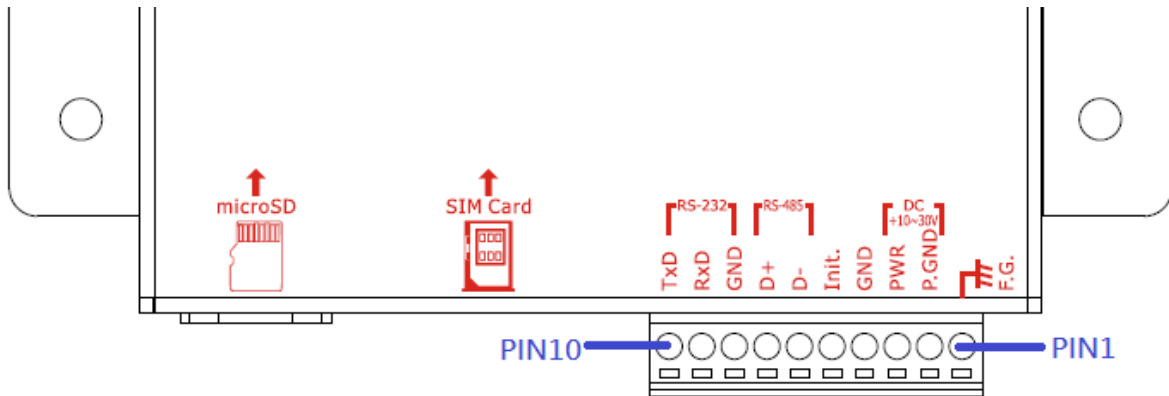 microSD
SIM Card
RS-232
RS-485
DC
+10~30V
TxD
RxD
GND
D+
D-
Init.
GND
PWR
P.GND
F.G.
PIN10
PIN1